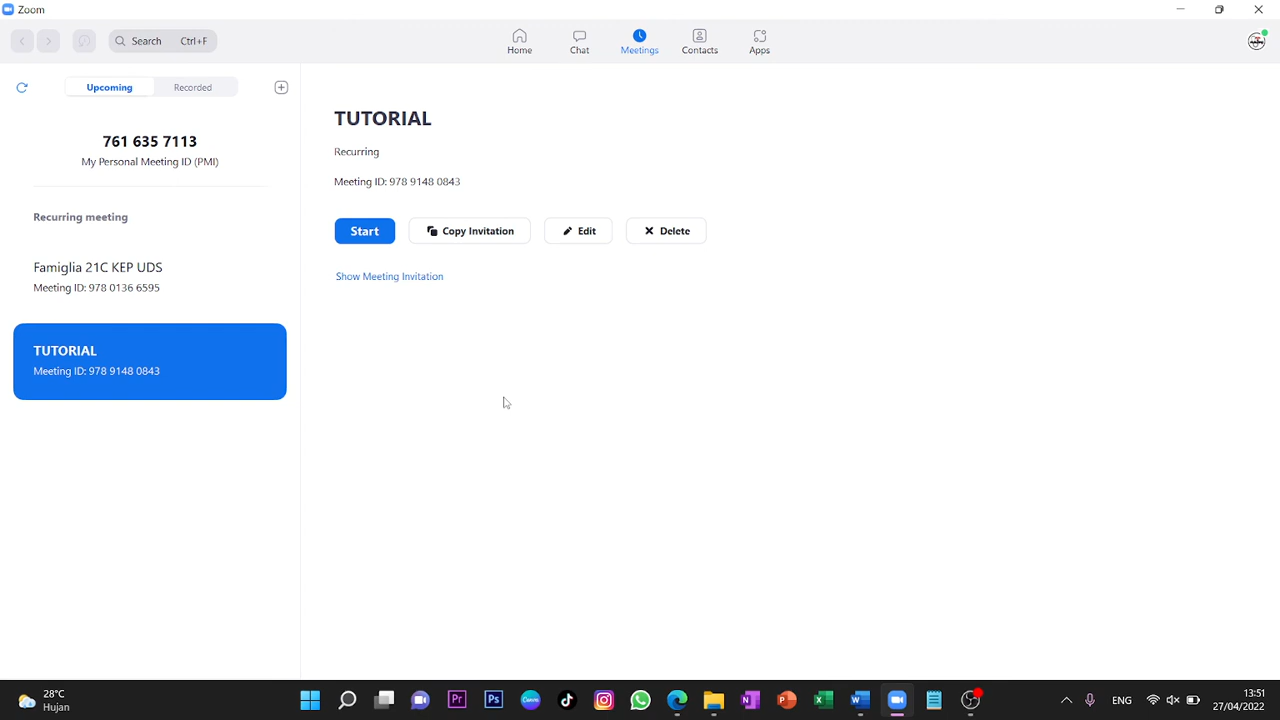 Zoom
Search Ctrl+F
Home
Chat
Meetings
Contacts
Apps
Upcoming
Recorded
761 635 7113
My Personal Meeting ID (PMI)
Recurring meeting
Famiglia 21C KEP UDS
Meeting ID: 978 0136 6595
TUTORIAL
Meeting ID: 978 9148 0843
TUTORIAL
Recurring
Meeting ID: 978 9148 0843
Start
Copy Invitation
Edit
Delete
Show Meeting Invitation
28°C
Hujan
Pr
Ps
Canva
N
P
X
W
ENG
13:51
27/04/2022